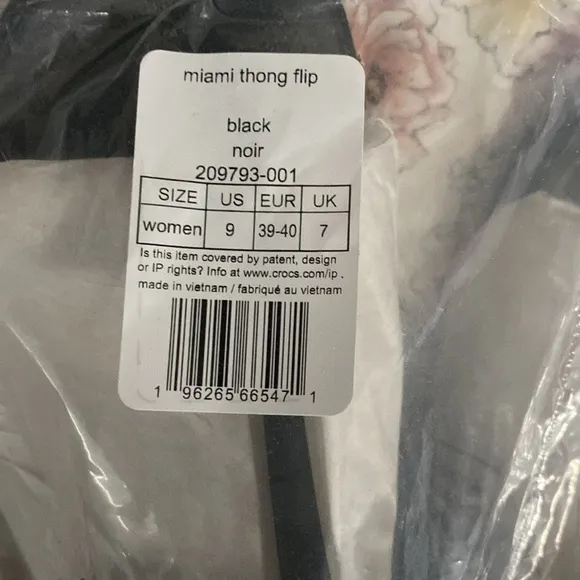 miami thong flip
black
noir
209793-001
SIZE US EUR UK
women 9 39-40 7
Is this item covered by patent, design
or IP rights? Info at www.crocs.com/ip .
made in vietnam / fabriqué au vietnam
1 96265 66547 1